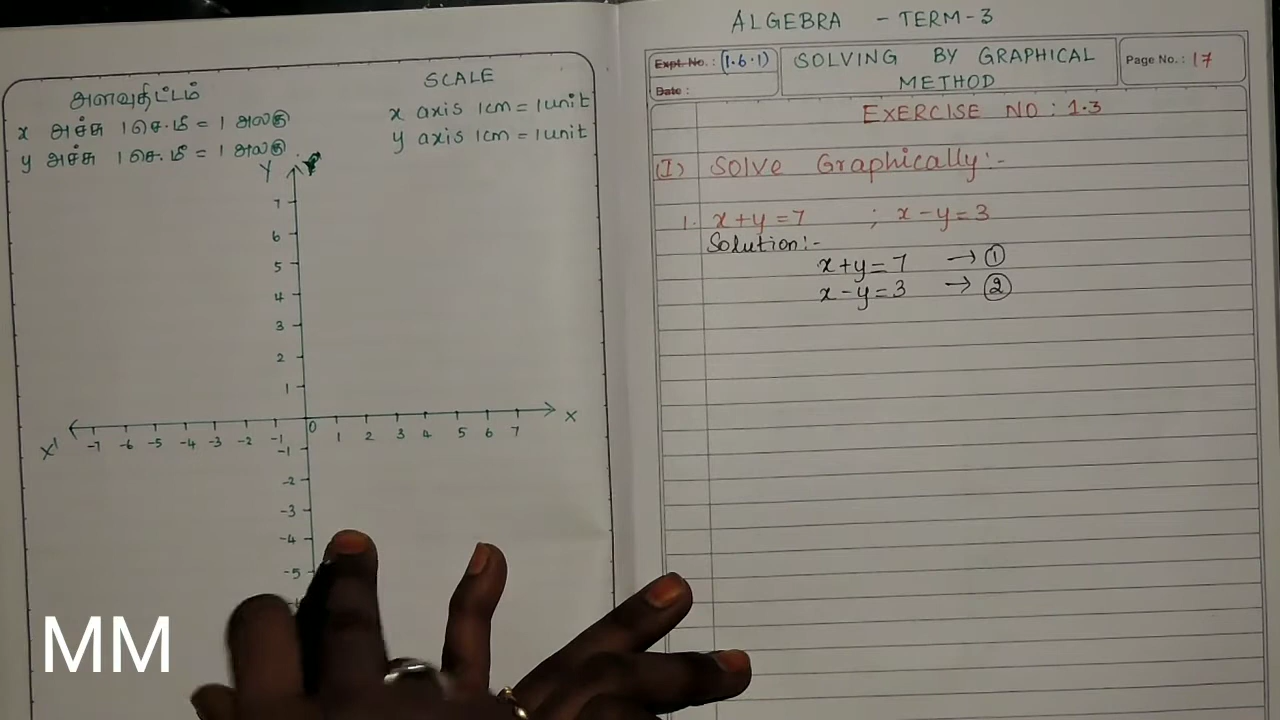 அளவுதிட்டம்
x அச்சு 1 செ.மீ = 1 அலகு
y அச்சு 1 செ.மீ = 1 அலகு
SCALE
x axis 1cm = 1unit
y axis 1cm = 1unit
Y
7
6
5
4
3
2
1
X' -7 -6 -5 -4 -3 -2 -1 0 1 2 3 4 5 6 7 X
-1
-2
-3
-4
-5
MM
ALGEBRA - TERM-3
Expt. No. : (1.6.1)
Date :
SOLVING BY GRAPHICAL
METHOD
Page No. : 17
EXERCISE NO : 1.3
(I) Solve Graphically:-
1. x+y=7 ; x-y=3
Solution:-
x+y=7 → ①
x-y=3 → ②